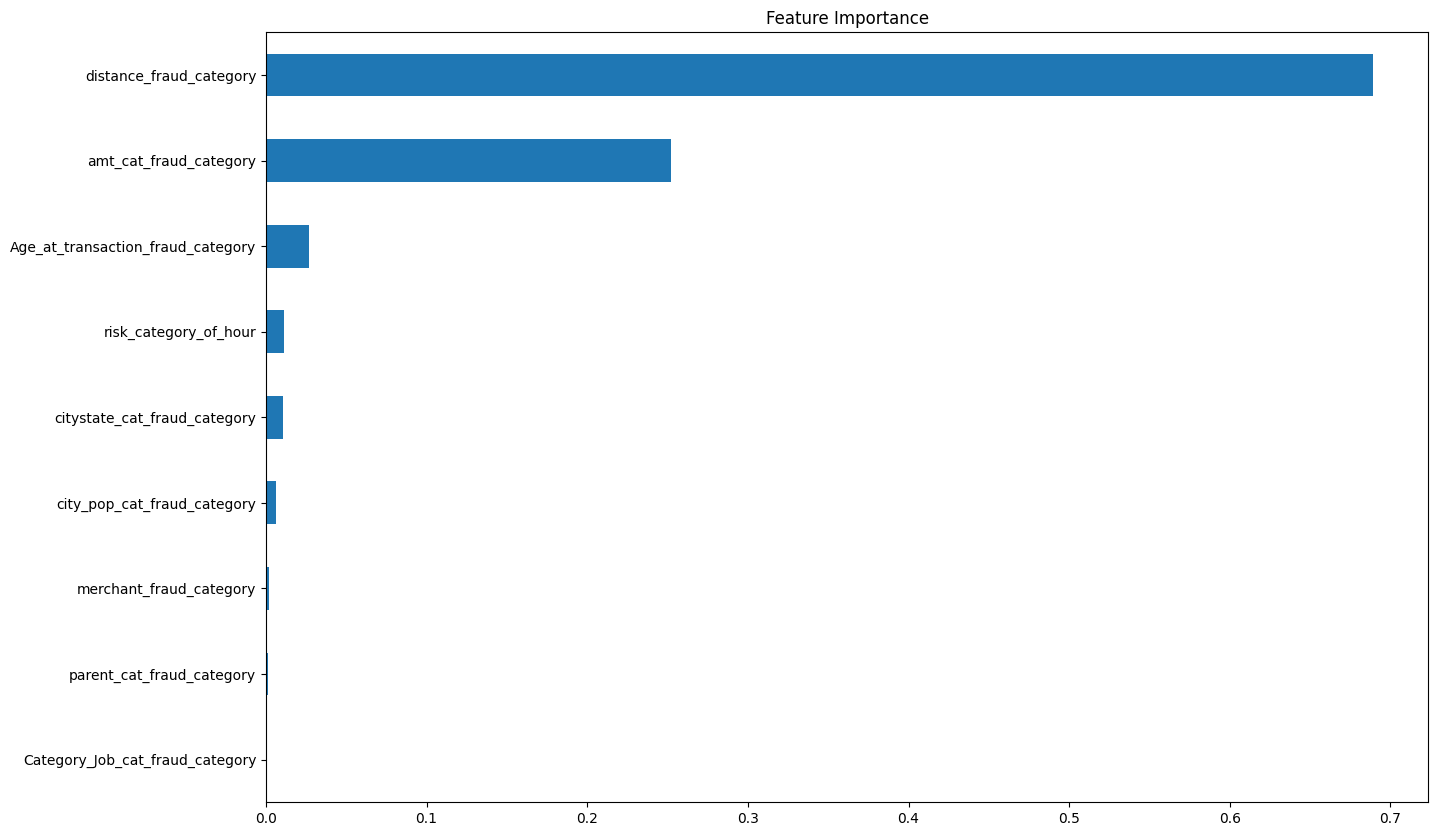 Feature Importance
distance_fraud_category
amt_cat_fraud_category
Age_at_transaction_fraud_category
risk_category_of_hour
citystate_cat_fraud_category
city_pop_cat_fraud_category
merchant_fraud_category
parent_cat_fraud_category
Category_Job_cat_fraud_category
0.0 0.1 0.2 0.3 0.4 0.5 0.6 0.7